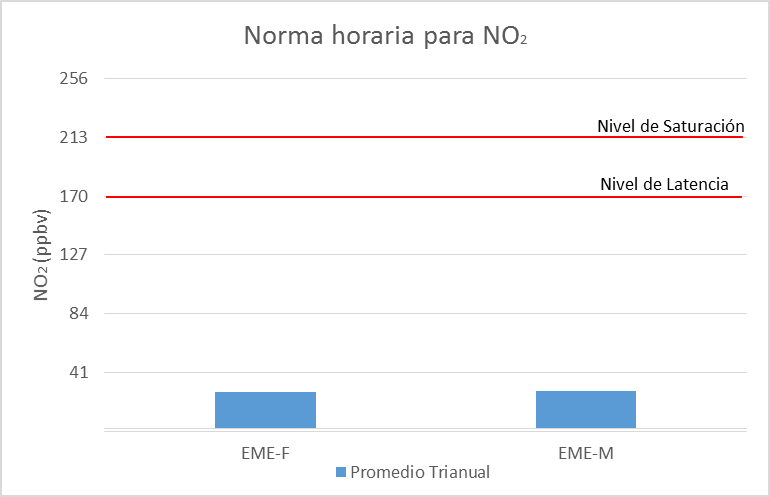 Norma horaria para NO₂
256
Nivel de Saturación
213
Nivel de Latencia
170
127
84
41
NO₂ (ppbv)
EME-F
EME-M
Promedio Trianual